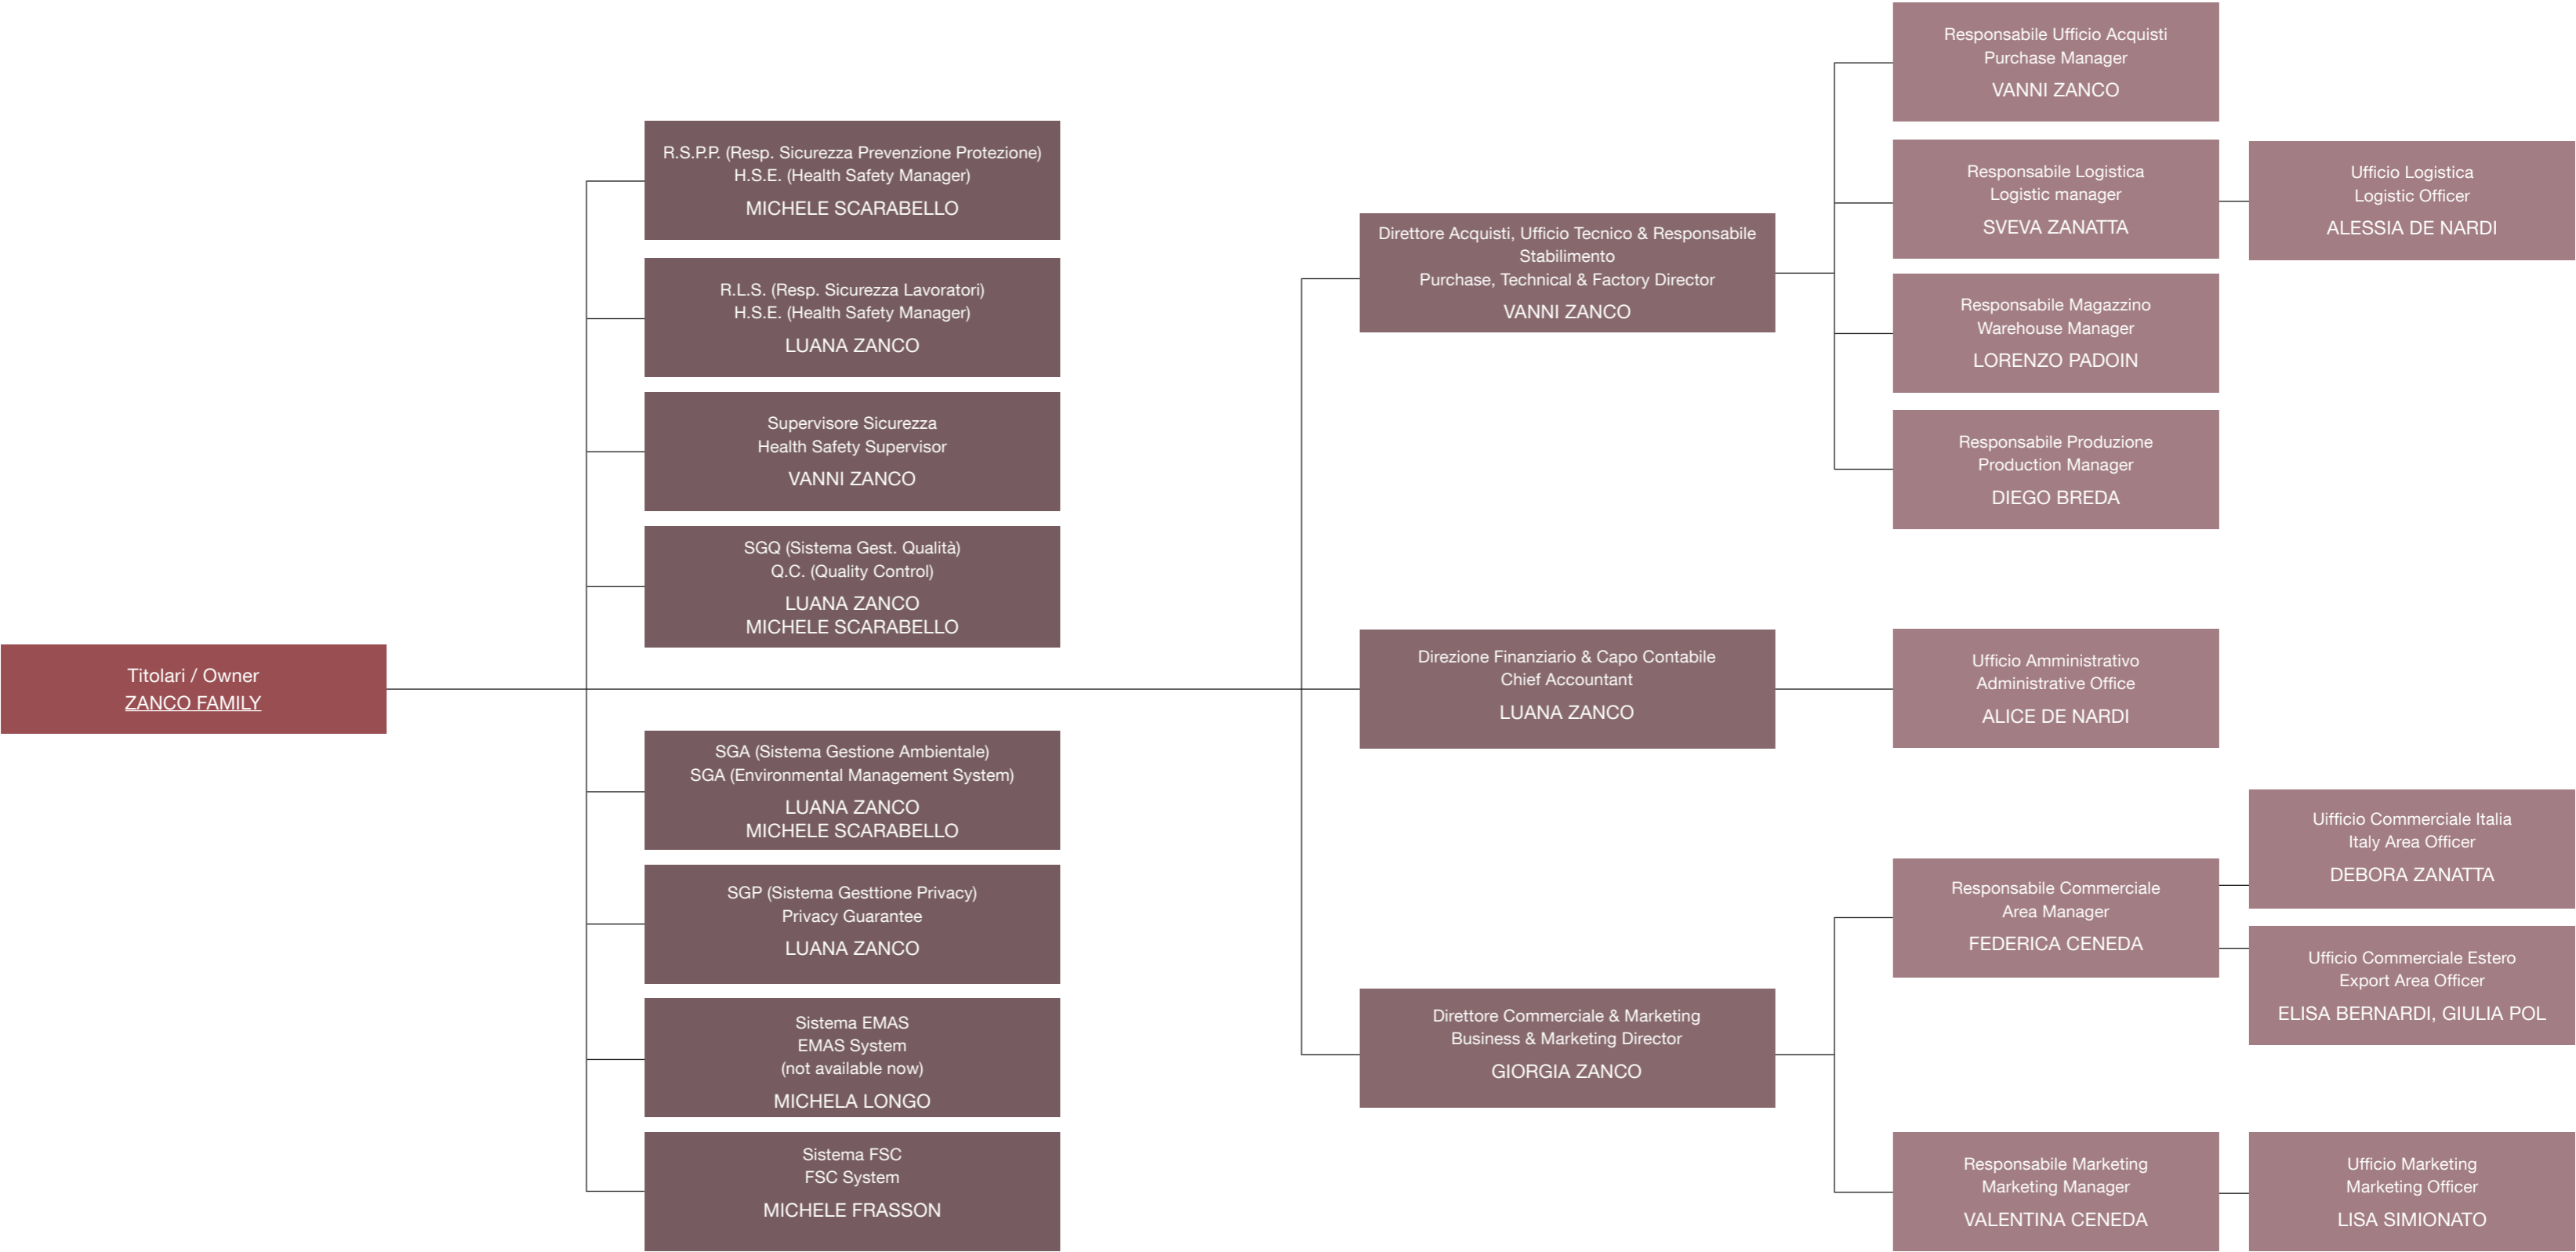 Titolari / Owner
ZANCO FAMILY
R.S.P.P. (Resp. Sicurezza Prevenzione Protezione)
H.S.E. (Health Safety Manager)
MICHELE SCARABELLO
R.L.S. (Resp. Sicurezza Lavoratori)
H.S.E. (Health Safety Manager)
LUANA ZANCO
Supervisore Sicurezza
Health Safety Supervisor
VANNI ZANCO
SGQ (Sistema Gest. Qualità)
Q.C. (Quality Control)
LUANA ZANCO
MICHELE SCARABELLO
SGA (Sistema Gestione Ambientale)
SGA (Environmental Management System)
LUANA ZANCO
MICHELE SCARABELLO
SGP (Sistema Gesttione Privacy)
Privacy Guarantee
LUANA ZANCO
Sistema EMAS
EMAS System
(not available now)
MICHELA LONGO
Sistema FSC
FSC System
MICHELE FRASSON
Direttore Acquisti, Ufficio Tecnico & Responsabile
Stabilimento
Purchase, Technical & Factory Director
VANNI ZANCO
Responsabile Ufficio Acquisti
Purchase Manager
VANNI ZANCO
Responsabile Logistica
Logistic manager
SVEVA ZANATTA
Ufficio Logistica
Logistic Officer
ALESSIA DE NARDI
Responsabile Magazzino
Warehouse Manager
LORENZO PADOIN
Responsabile Produzione
Production Manager
DIEGO BREDA
Direzione Finanziario & Capo Contabile
Chief Accountant
LUANA ZANCO
Ufficio Amministrativo
Administrative Office
ALICE DE NARDI
Direttore Commerciale & Marketing
Business & Marketing Director
GIORGIA ZANCO
Responsabile Commerciale
Area Manager
FEDERICA CENEDA
Uifficio Commerciale Italia
Italy Area Officer
DEBORA ZANATTA
Ufficio Commerciale Estero
Export Area Officer
ELISA BERNARDI, GIULIA POL
Responsabile Marketing
Marketing Manager
VALENTINA CENEDA
Ufficio Marketing
Marketing Officer
LISA SIMIONATO